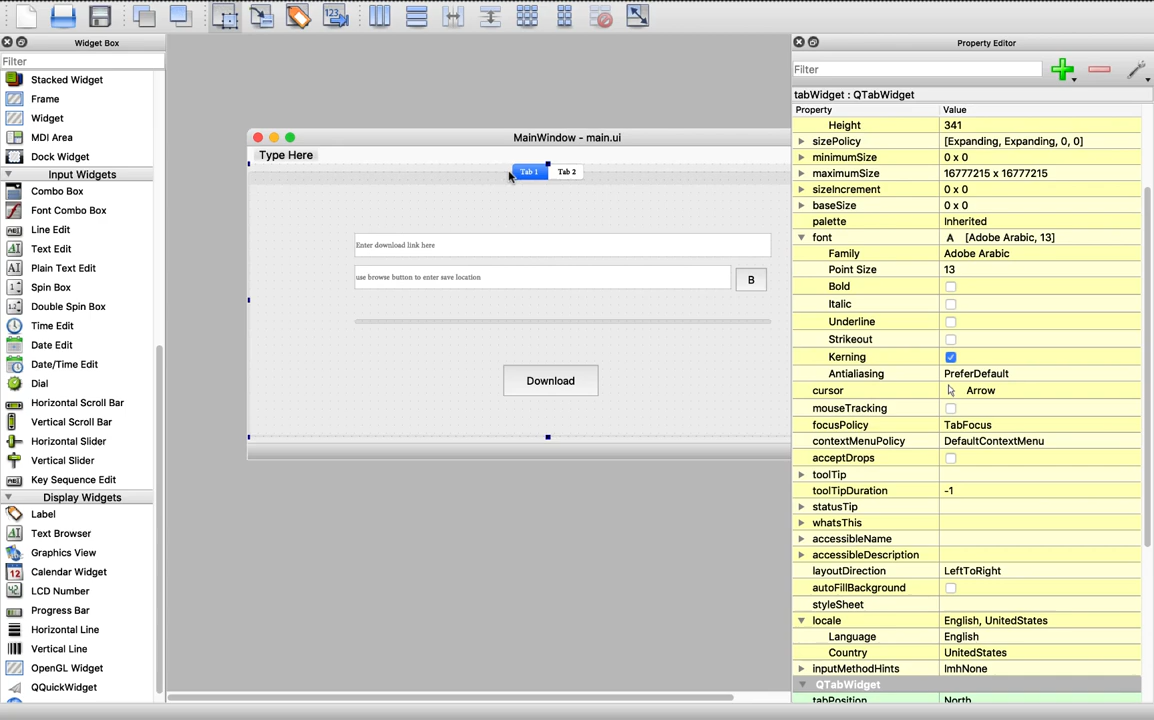 123
Widget Box
Property Editor
Filter
Filter
Stacked Widget
Frame
Widget
MDI Area
Dock Widget
Input Widgets
Combo Box
Font Combo Box
Line Edit
Text Edit
Plain Text Edit
Spin Box
Double Spin Box
Time Edit
Date Edit
Date/Time Edit
Dial
Horizontal Scroll Bar
Vertical Scroll Bar
Horizontal Slider
Vertical Slider
Key Sequence Edit
Display Widgets
Label
Text Browser
Graphics View
Calendar Widget
LCD Number
Progress Bar
Horizontal Line
Vertical Line
OpenGL Widget
QQuickWidget
MainWindow - main.ui
Type Here
Tab 1 Tab 2
Enter download link here
use browse button to enter save location
B
Download
tabWidget : QTabWidget
Property Value
Height 341
sizePolicy [Expanding, Expanding, 0, 0]
minimumSize 0 x 0
maximumSize 16777215 x 16777215
sizeIncrement 0 x 0
baseSize 0 x 0
palette Inherited
font A [Adobe Arabic, 13]
Family Adobe Arabic
Point Size 13
Bold
Italic
Underline
Strikeout
Kerning
Antialiasing PreferDefault
cursor Arrow
mouseTracking
focusPolicy TabFocus
contextMenuPolicy DefaultContextMenu
acceptDrops
toolTip
toolTipDuration -1
statusTip
whatsThis
accessibleName
accessibleDescription
layoutDirection LeftToRight
autoFillBackground
styleSheet
locale English, UnitedStates
Language English
Country UnitedStates
inputMethodHints ImhNone
QTabWidget
tabPosition North